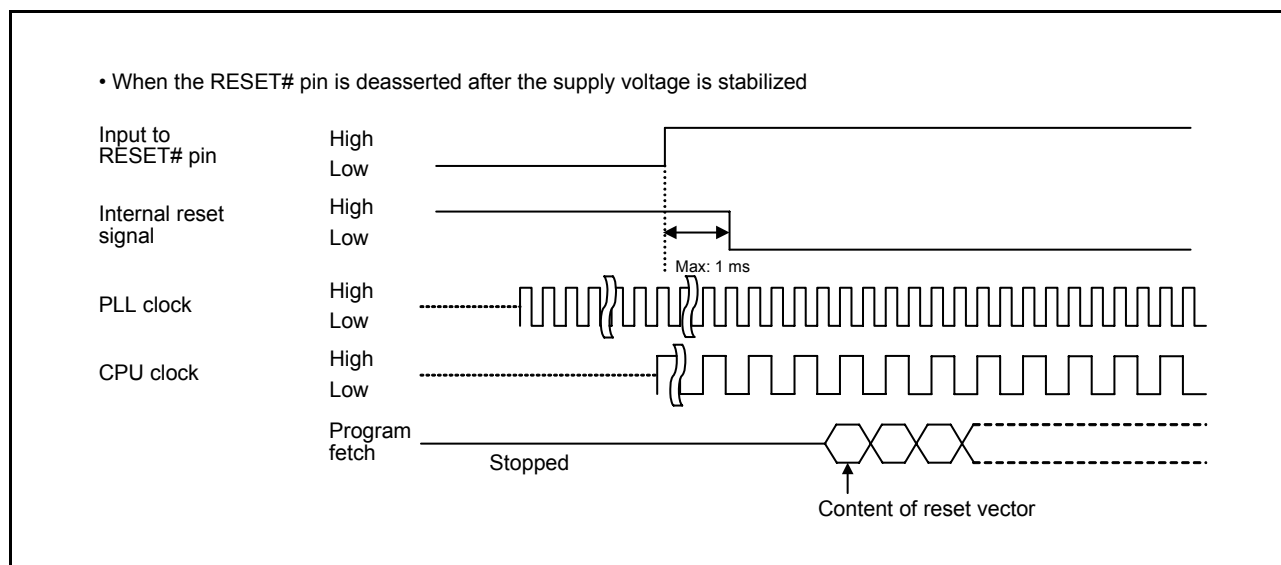 • When the RESET# pin is deasserted after the supply voltage is stabilized
Input to
RESET# pin
High
Low
Internal reset
signal
High
Low
Max: 1 ms
PLL clock
High
Low
CPU clock
High
Low
Program
fetch
Stopped
Content of reset vector